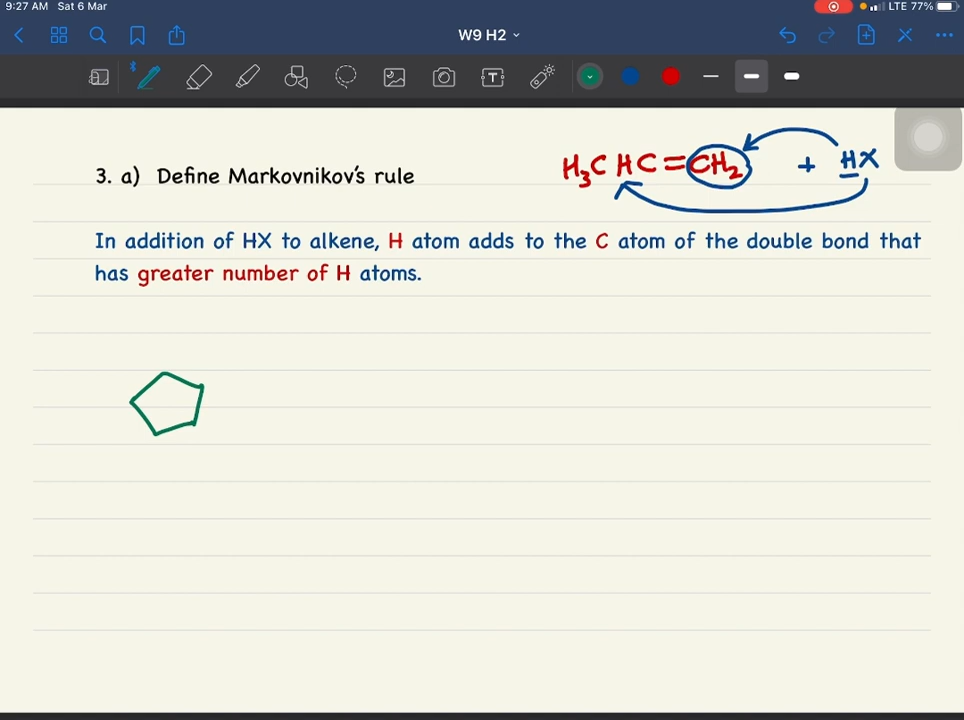 9:27 AM Sat 6 Mar
LTE 77%
W9 H2
T
3. a) Define Markovnikov's rule
H₃C HC=CH₂ + HX
In addition of HX to alkene, H atom adds to the C atom of the double bond that
has greater number of H atoms.